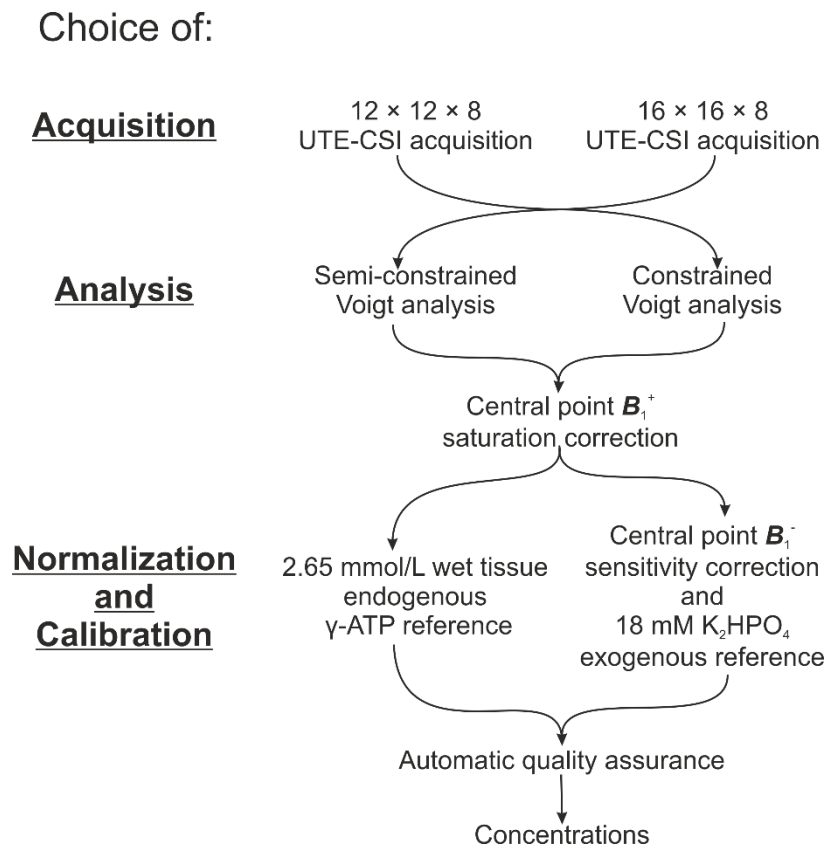 Choice of:
Acquisition
12 × 12 × 8
UTE-CSI acquisition
16 × 16 × 8
UTE-CSI acquisition
Analysis
Semi-constrained
Voigt analysis
Constrained
Voigt analysis
Central point B₁⁺
saturation correction
Normalization
and
Calibration
2.65 mmol/L wet tissue
endogenous
γ-ATP reference
Central point B₁⁻
sensitivity correction
and
18 mM K₂HPO₄
exogenous reference
Automatic quality assurance
Concentrations